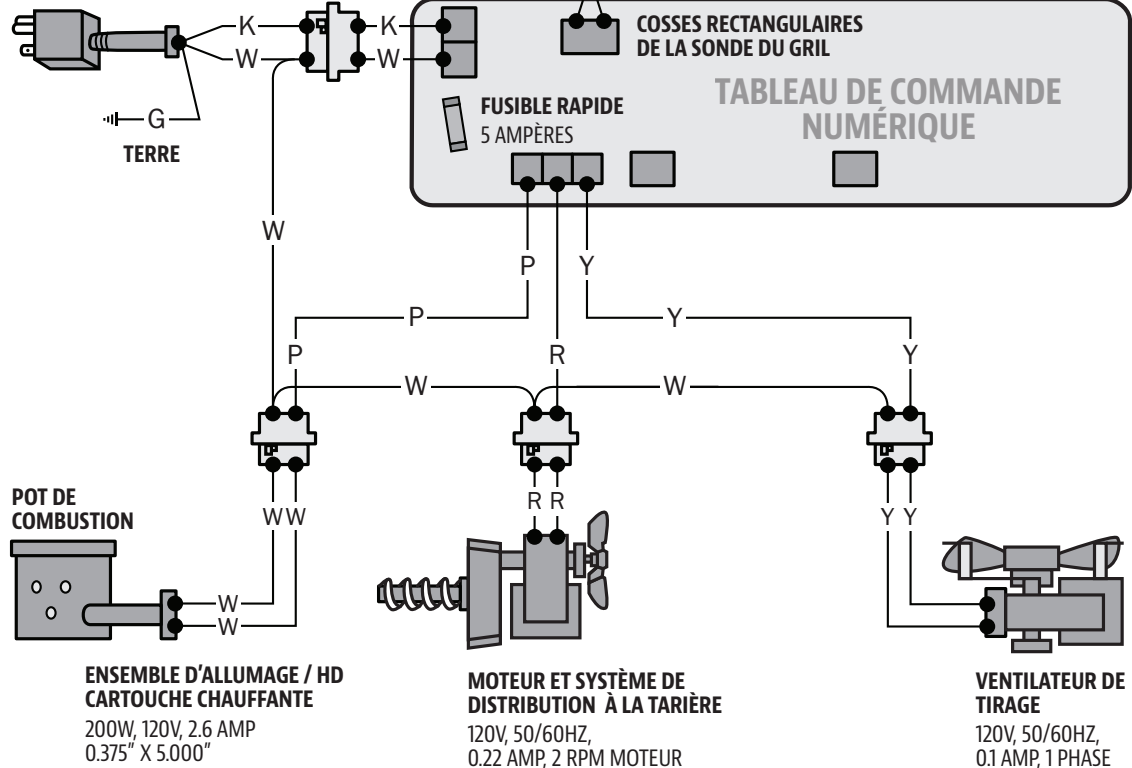 K
K
W
W
G
TERRE
COSSES RECTANGULAIRES
DE LA SONDE DU GRIL
TABLEAU DE COMMANDE
NUMÉRIQUE
FUSIBLE RAPIDE
5 AMPÈRES
W
P
Y
P
Y
P
R
Y
W
W
POT DE
COMBUSTION
W W
R R
Y Y
W
W
ENSEMBLE D'ALLUMAGE / HD
CARTOUCHE CHAUFFANTE
200W, 120V, 2.6 AMP
0.375" X 5.000"
MOTEUR ET SYSTÈME DE
DISTRIBUTION À LA TARIÈRE
120V, 50/60HZ,
0.22 AMP, 2 RPM MOTEUR
VENTILATEUR DE
TIRAGE
120V, 50/60HZ,
0.1 AMP, 1 PHASE